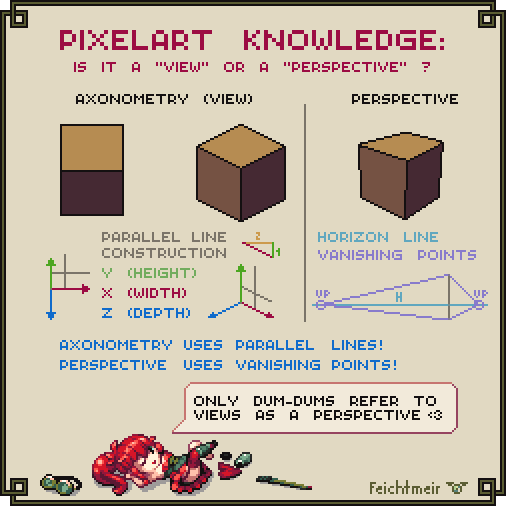 PIXELART KNOWLEDGE:
IS IT A "VIEW" OR A "PERSPECTIVE" ?
AXONOMETRY (VIEW)
PERSPECTIVE
PARALLEL LINE
CONSTRUCTION
2
1
Y (HEIGHT)
X (WIDTH)
Z (DEPTH)
HORIZON LINE
VANISHING POINTS
VP
H
VP
AXONOMETRY USES PARALLEL LINES!
PERSPECTIVE USES VANISHING POINTS!
ONLY DUM-DUMS REFER TO
VIEWS AS A PERSPECTIVE <3
Feichtmeir